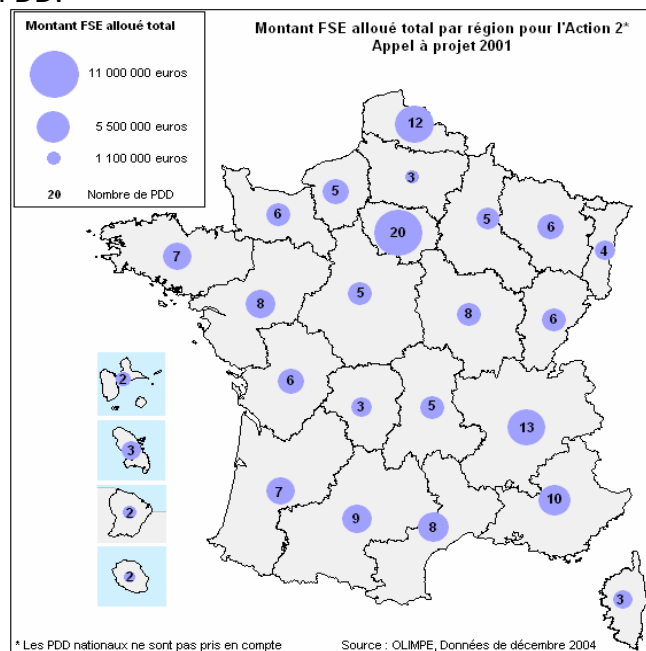 PDD.
Montant FSE alloué total
11 000 000 euros
5 500 000 euros
1 100 000 euros
20 Nombre de PDD
Montant FSE alloué total par région pour l'Action 2*
Appel à projet 2001
12
3
5
6
5
6
20
4
7
8
5
8
6
6
3
5
13
2
3
2
2
7
9
8
10
3
* Les PDD nationaux ne sont pas pris en compte
Source : OLIMPE, Données de décembre 2004